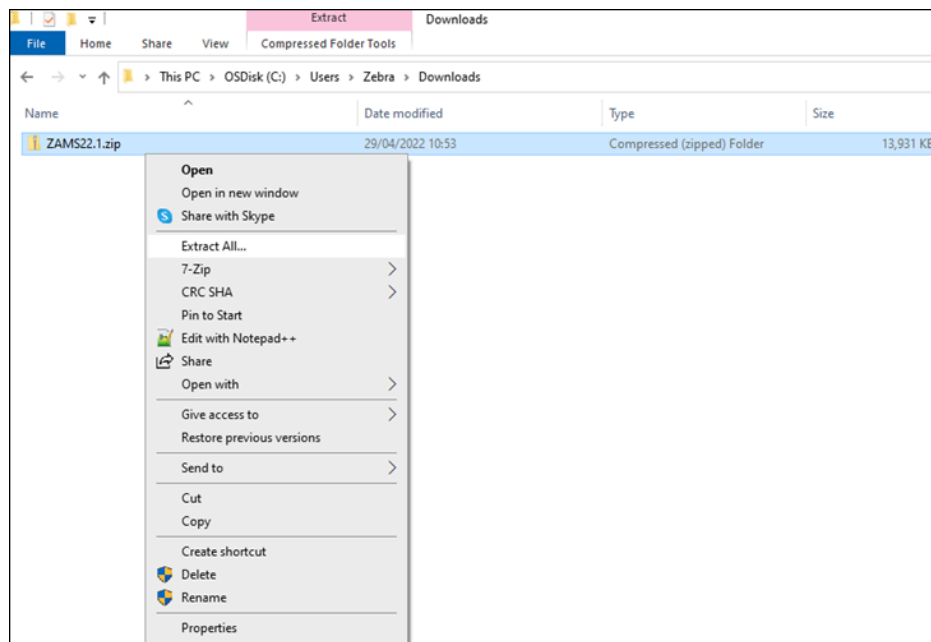 Extract Downloads
File Home Share View Compressed Folder Tools
This PC > OSDisk (C:) > Users > Zebra > Downloads
Name Date modified Type Size
ZAMS22.1.zip 29/04/2022 10:53 Compressed (zipped) Folder 13,931 KB
Open
Open in new window
Share with Skype
Extract All...
7-Zip
CRC SHA
Pin to Start
Edit with Notepad++
Share
Open with
Give access to
Restore previous versions
Send to
Cut
Copy
Create shortcut
Delete
Rename
Properties